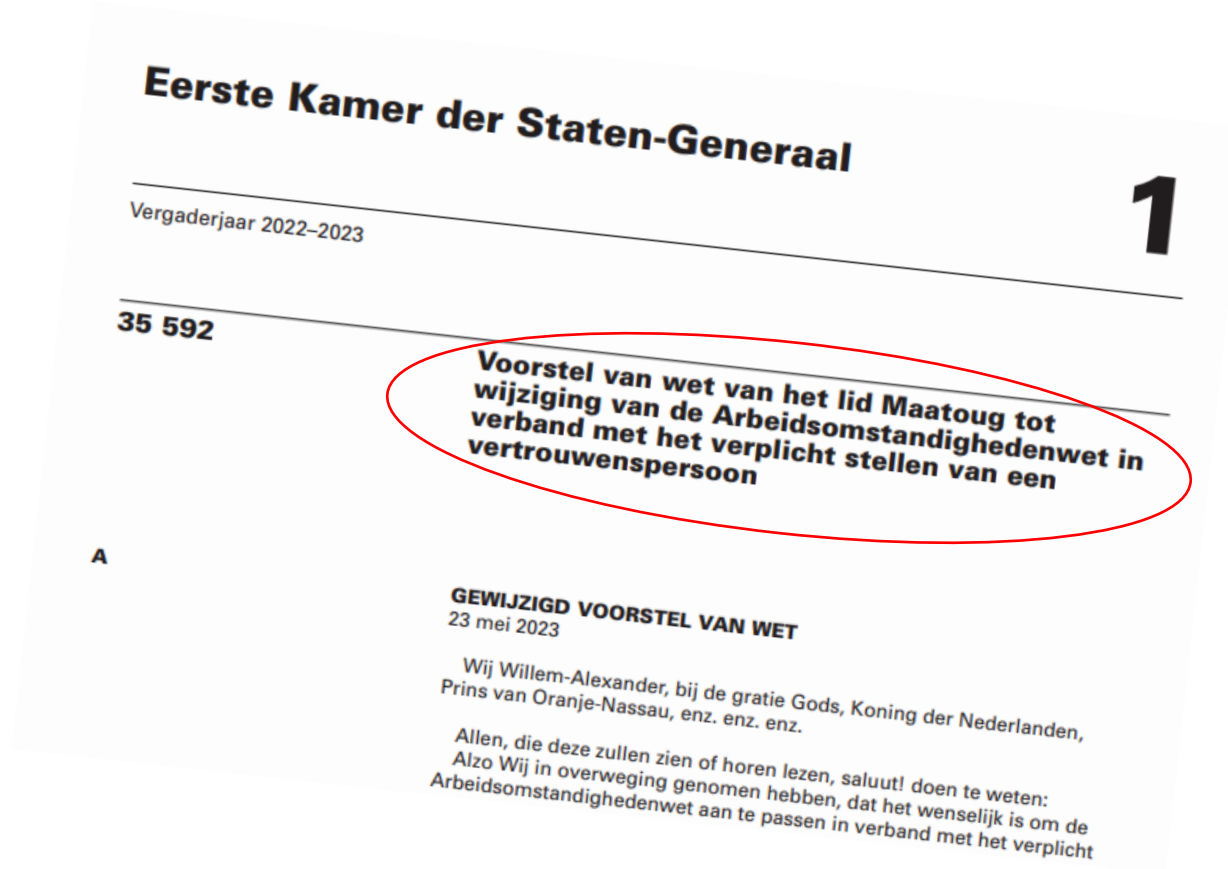 Eerste Kamer der Staten-Generaal
1
Vergaderjaar 2022–2023
35 592
Voorstel van wet van het lid Maatoug tot
wijziging van de Arbeidsomstandighedenwet in
verband met het verplicht stellen van een
vertrouwenspersoon
A
GEWIJZIGD VOORSTEL VAN WET
23 mei 2023
Wij Willem-Alexander, bij de gratie Gods, Koning der Nederlanden,
Prins van Oranje-Nassau, enz. enz. enz.
Allen, die deze zullen zien of horen lezen, saluut! doen te weten:
Alzo Wij in overweging genomen hebben, dat het wenselijk is om de
Arbeidsomstandighedenwet aan te passen in verband met het verplicht